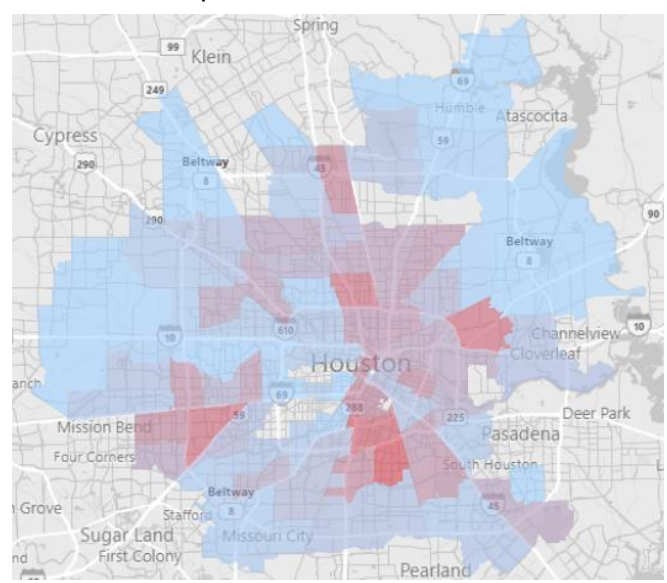 Spring
99
Klein
249
69
Humble
Atascocita
Cypress
59
290
Beltway
8
45
90
290
Beltway
8
610
10
10
Channelview
Houston
Cloverleaf
anch
69
288
59
225
Deer Park
Mission Bend
Pasadena
Four Corners
South Houston
Beltway
8
45
Grove
Stafford
Sugar Land
Missouri City
First Colony
Pearland